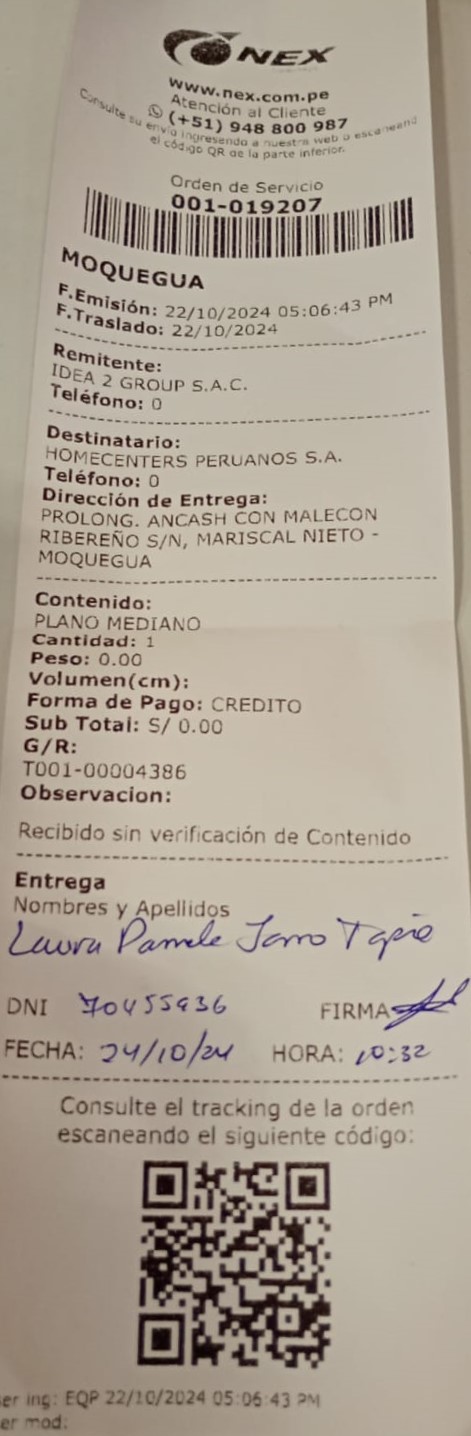 NEX
www.nex.com.pe
Atención al Cliente
(+51) 948 800 987
Consulte su envío ingresando a nuestra web o escaneand
el código QR de la parte inferior.
Orden de Servicio
001-019207
MOQUEGUA
F.Emisión: 22/10/2024 05:06:43 PM
F.Traslado: 22/10/2024
Remitente:
IDEA 2 GROUP S.A.C.
Teléfono: 0
Destinatario:
HOMECENTERS PERUANOS S.A.
Teléfono: 0
Dirección de Entrega:
PROLONG. ANCASH CON MALECON
RIBEREÑO S/N, MARISCAL NIETO -
MOQUEGUA
Contenido:
PLANO MEDIANO
Cantidad: 1
Peso: 0.00
Volumen(cm):
Forma de Pago: CREDITO
Sub Total: S/ 0.00
G/R:
T001-00004386
Observacion:
Recibido sin verificación de Contenido
Entrega
Nombres y Apellidos
Laura Pamele Tapia
DNI FIRMA
FECHA: 24/10/24 HORA: 10:32
Consulte el tracking de la orden
escaneando el siguiente código:
er ing: EQP 22/10/2024 05:06:43 PM
er mod: